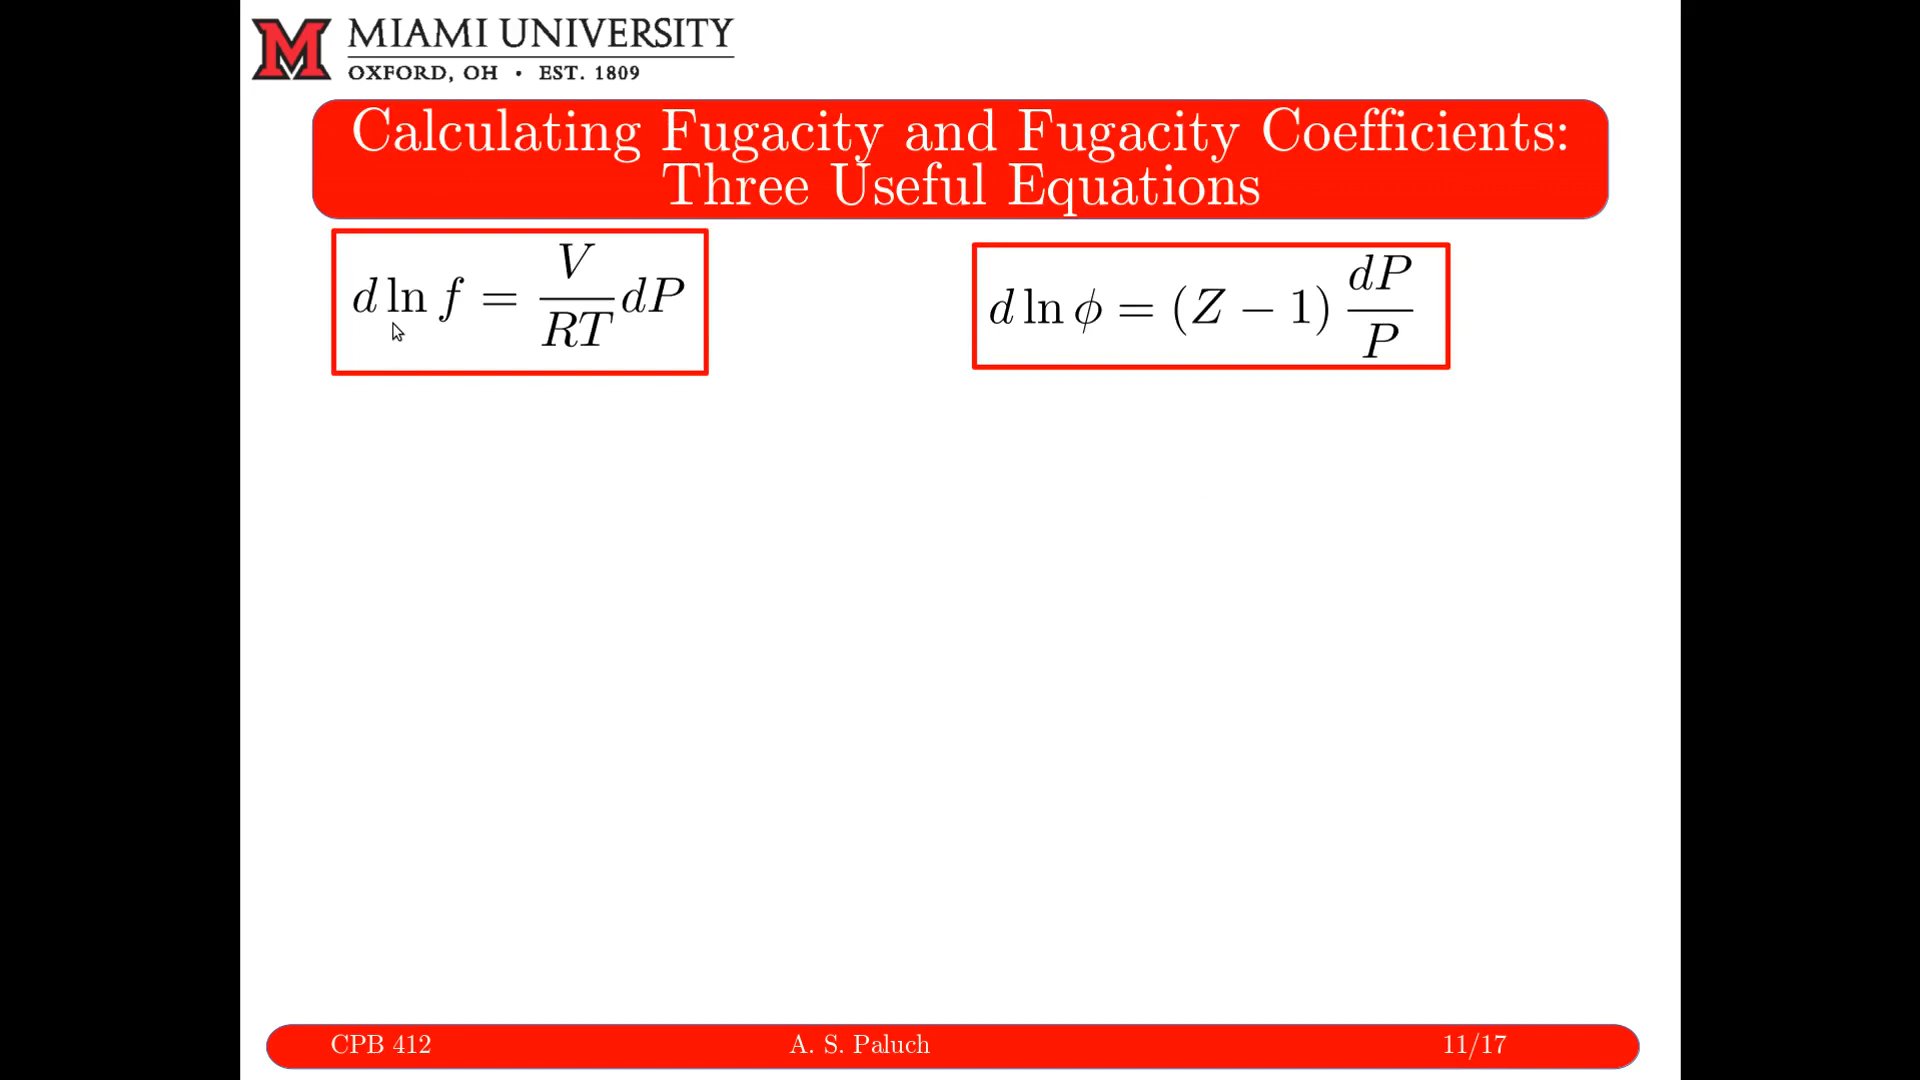 M
MIAMI UNIVERSITY
OXFORD, OH • EST. 1809
Calculating Fugacity and Fugacity Coefficients:
Three Useful Equations
d ln f = V/RT dP
d ln ϕ = (Z − 1) dP/P
CPB 412
A. S. Paluch
11/17